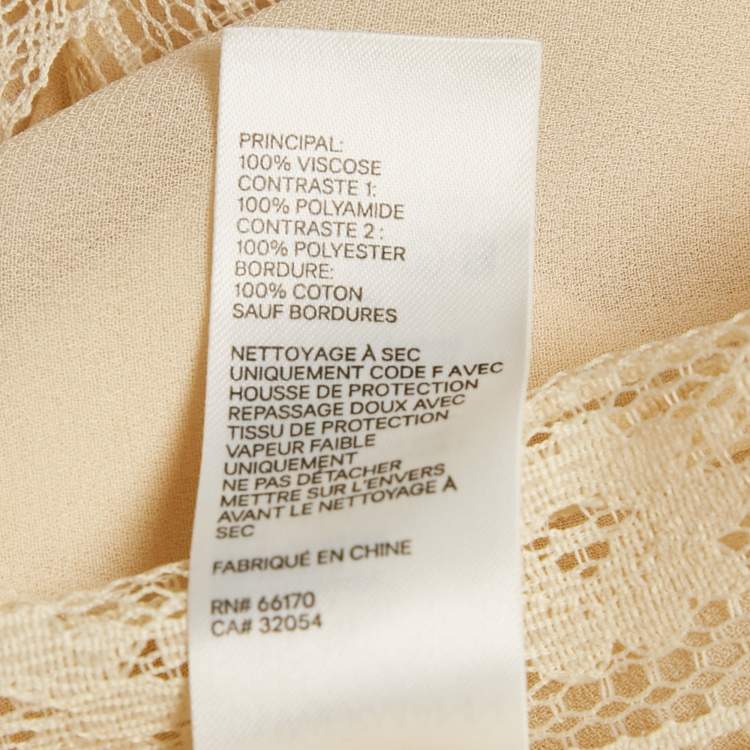 PRINCIPAL:
100% VISCOSE
CONTRASTE 1:
100% POLYAMIDE
CONTRASTE 2 :
100% POLYESTER
BORDURE:
100% COTON
SAUF BORDURES
NETTOYAGE À SEC
UNIQUEMENT CODE F AVEC
HOUSSE DE PROTECTION
REPASSAGE DOUX AVEC
TISSU DE PROTECTION
VAPEUR FAIBLE
UNIQUEMENT
NE PAS DÉTACHER
METTRE SUR L'ENVERS
AVANT LE NETTOYAGE À
SEC
FABRIQUÉ EN CHINE
RN# 66170
CA# 32054